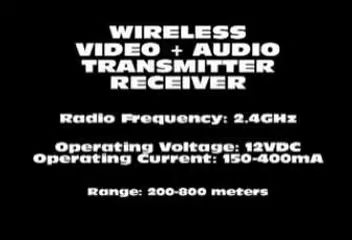 WIRELESS
VIDEO + AUDIO
TRANSMITTER
RECEIVER
Radio Frequency: 2.4GHz
Operating Voltage: 12VDC
Operating Current: 150-400mA
Range: 200-800 meters